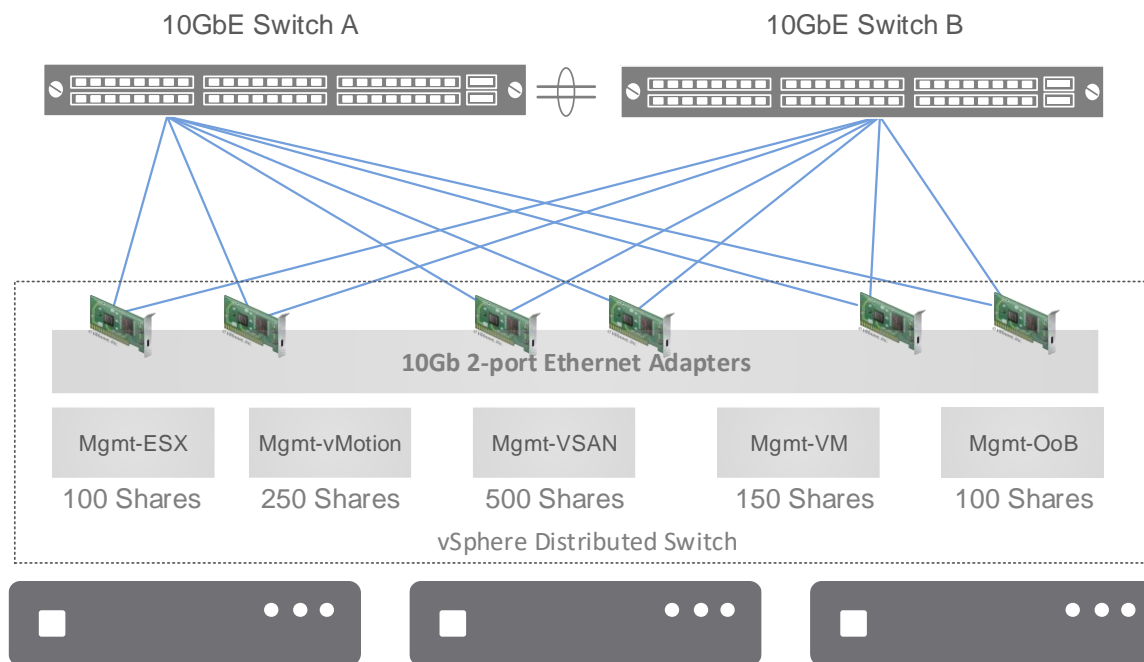 10GbE Switch A
10GbE Switch B
10Gb 2-port Ethernet Adapters
Mgmt-ESX
Mgmt-vMotion
Mgmt-VSAN
Mgmt-VM
Mgmt-OoB
100 Shares
250 Shares
500 Shares
150 Shares
100 Shares
vSphere Distributed Switch